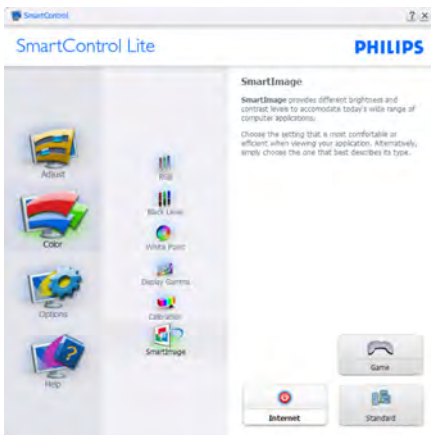 SmartControl
SmartControl Lite
PHILIPS
Adjust
Color
Options
Help
RGB
Black Level
White Point
Display Gamma
Calibration
SmartImage
SmartImage
SmartImage provides different brightness and
contrast levels to accomodate today's wide range of
computer applications.
Choose the setting that is most comfortable or
efficient when viewing your application. Alternatively,
simply choose the one that best describes its type.
Game
Internet
Standard